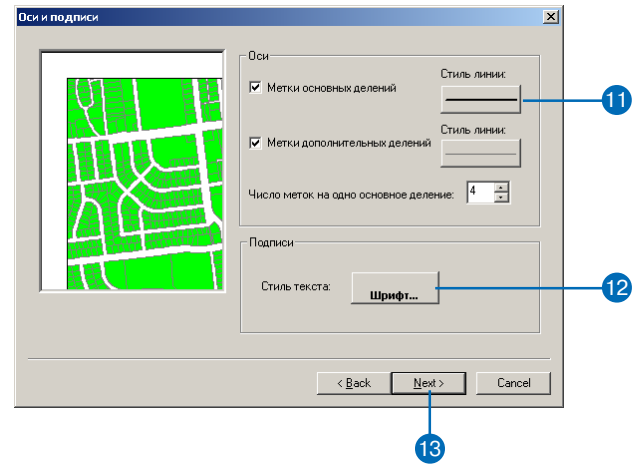 Оси и подписи
Оси
Стиль линии:
Метки основных делений
11
Стиль линии:
Метки дополнительных делений
Число меток на одно основное деление: 4
Подписи
Стиль текста: Шрифт...
12
< Back Next > Cancel
13